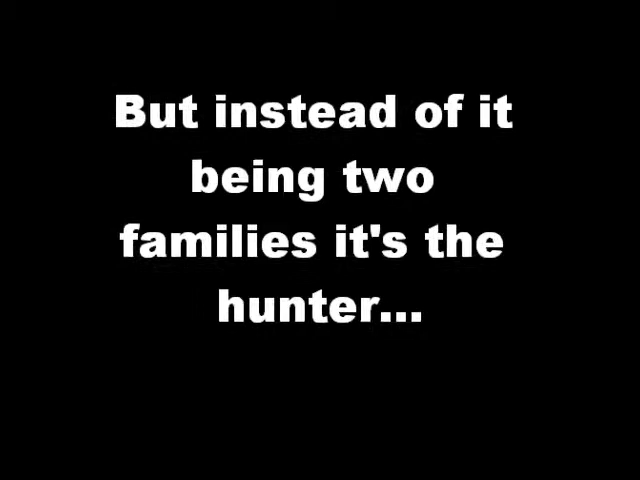 But instead of it
being two
families it's the
hunter...